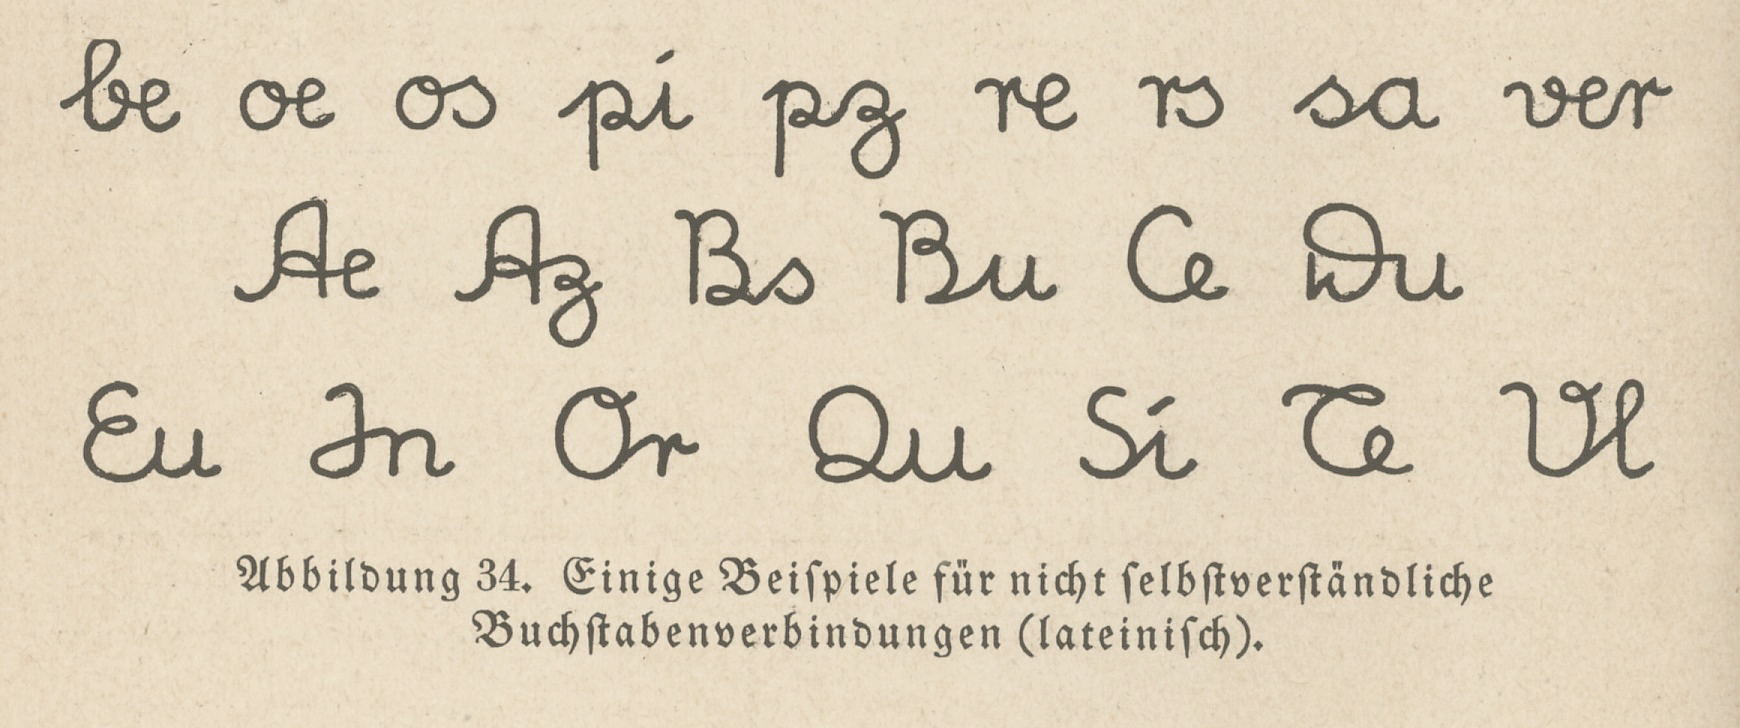 be oe os pi pz re rs sa ver
Ae Az Bs Bu Ce Du
Eu In Or Qu Si Te Vl
Abbildung 34. Einige Beiſpiele für nicht ſelbſtverſtändliche
Buchſtabenverbindungen (lateiniſch).